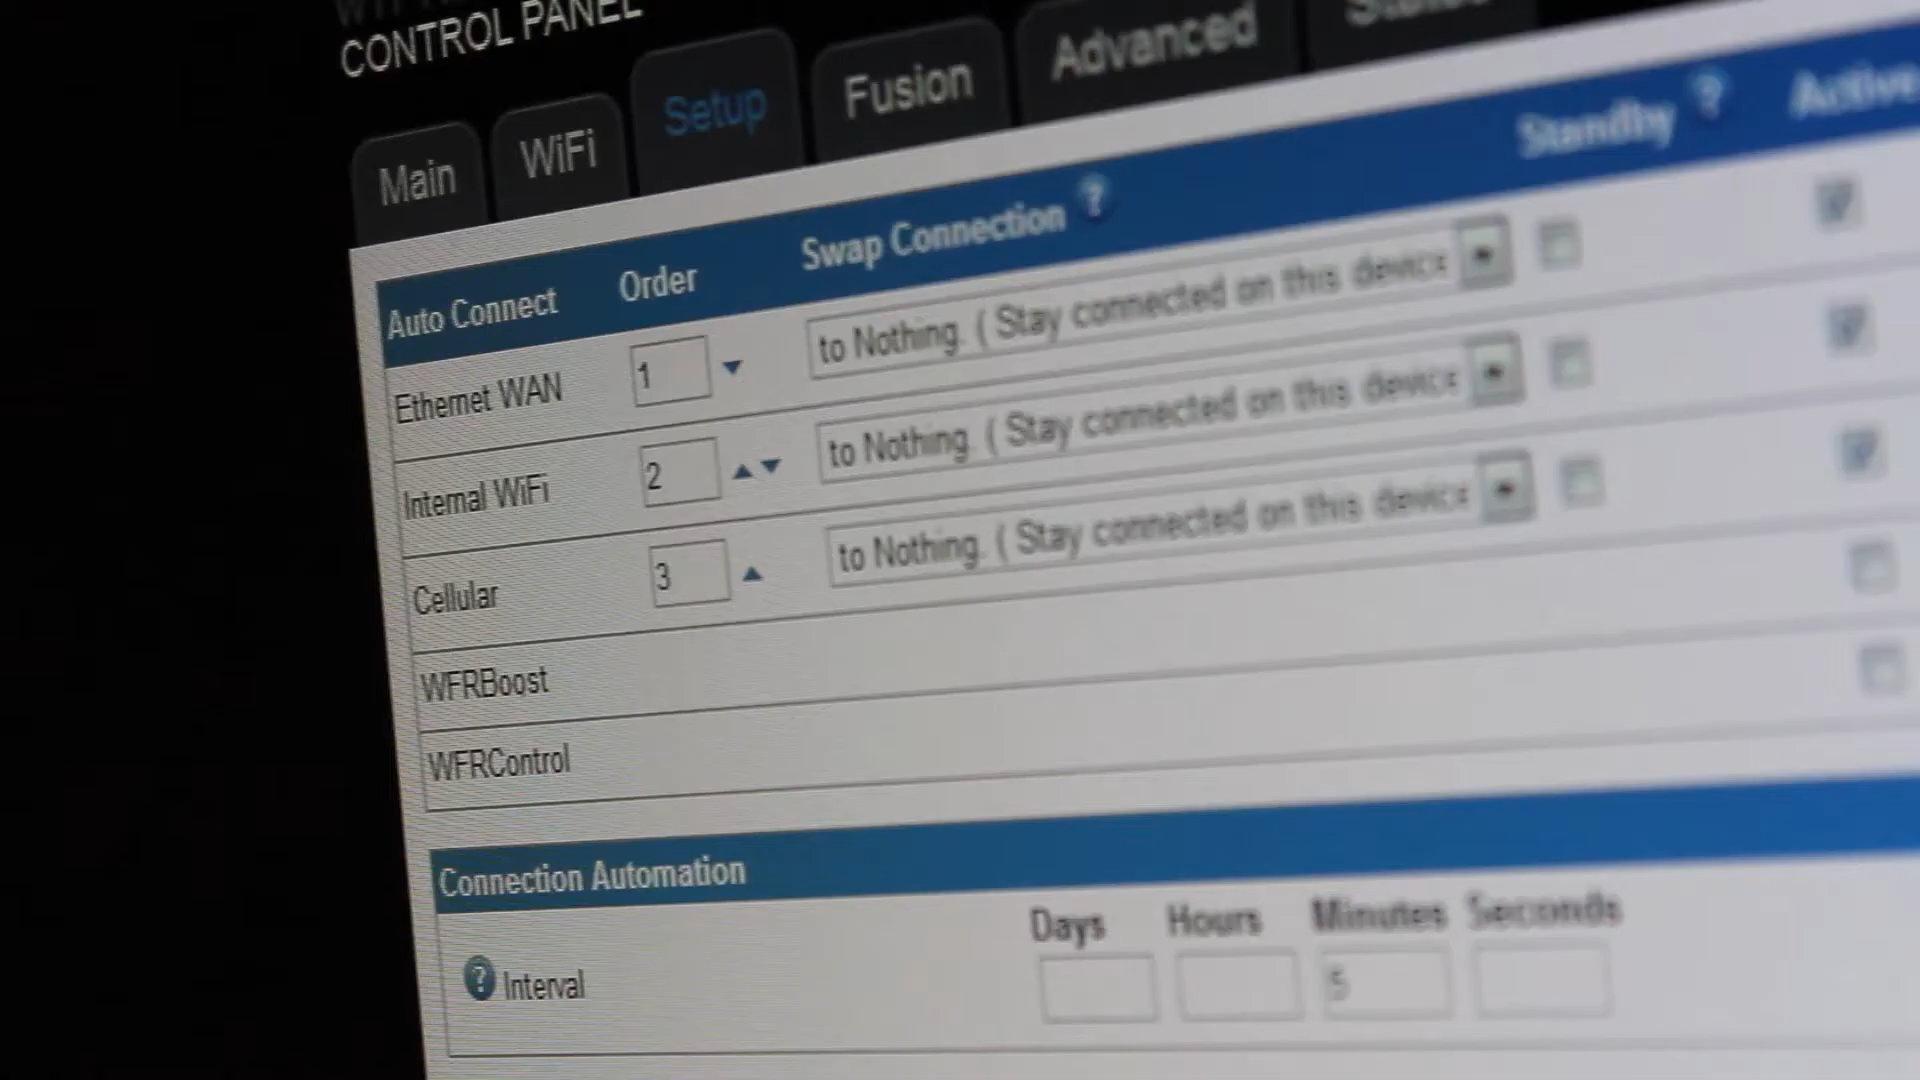 CONTROL PANEL
Main WiFi Setup Fusion Advanced
Auto Connect Order Swap Connection ? Standby ? Active
Ethernet WAN 1 to Nothing. ( Stay connected on this device
Internal WiFi 2 to Nothing. ( Stay connected on this device
Cellular 3 to Nothing. ( Stay connected on this device
WFRBoost
WFRControl
Connection Automation
Days Hours Minutes Seconds
? Interval 5